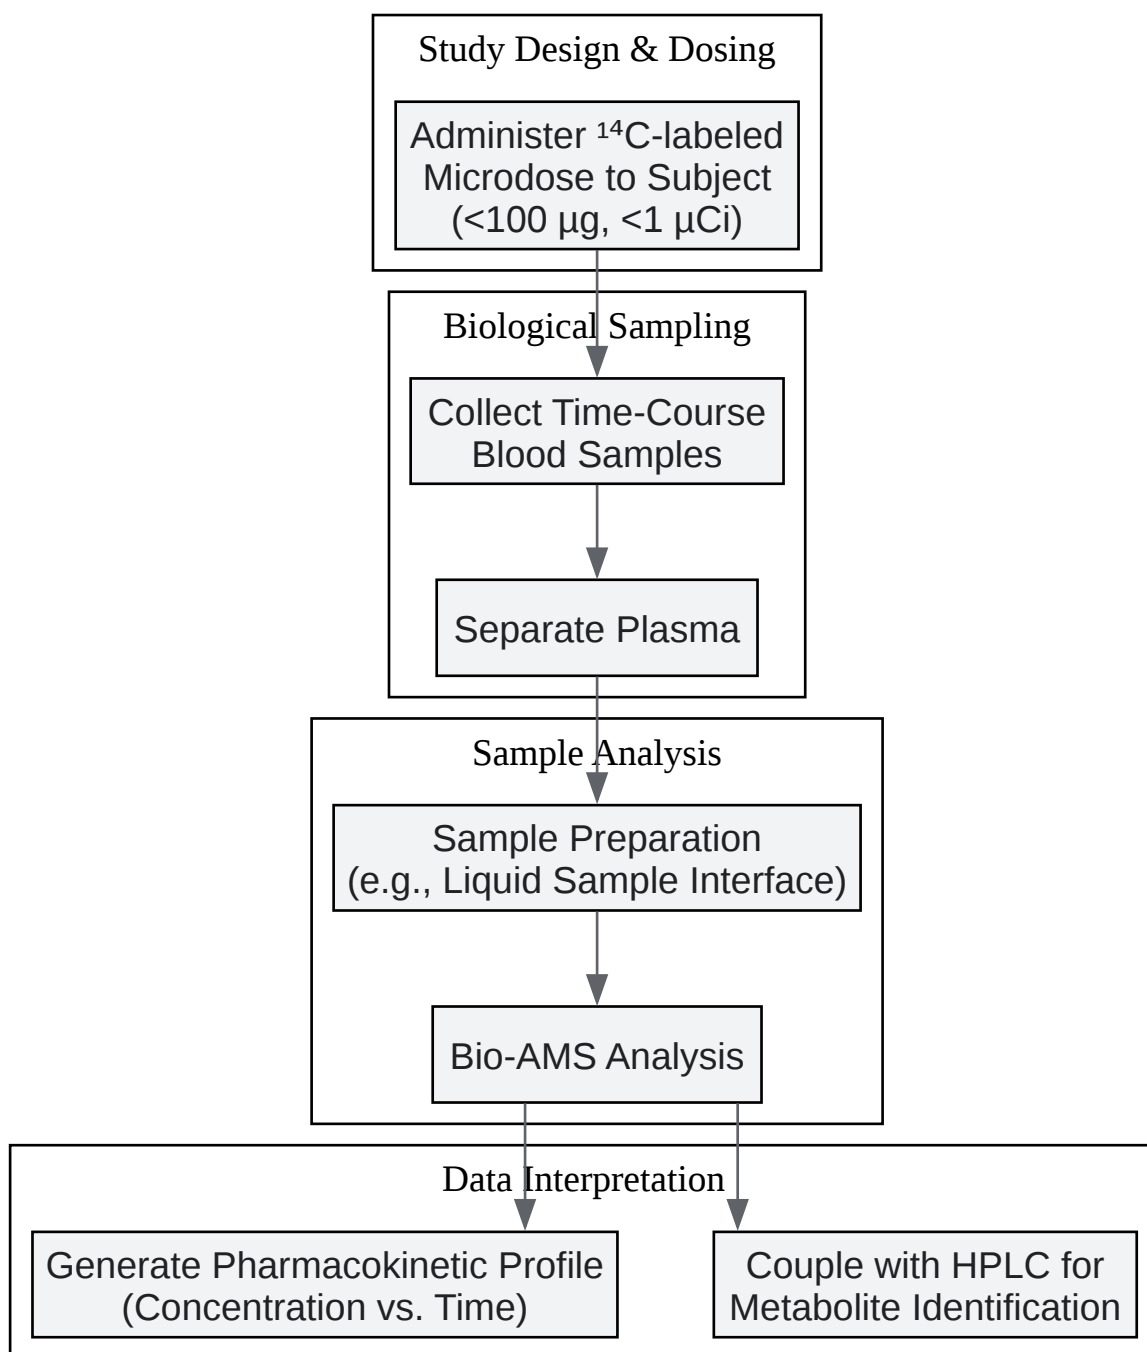 Study Design & Dosing
Administer ¹⁴C-labeled
Microdose to Subject
(<100 µg, <1 µCi)
Biological Sampling
Collect Time-Course
Blood Samples
Separate Plasma
Sample Analysis
Sample Preparation
(e.g., Liquid Sample Interface)
Bio-AMS Analysis
Data Interpretation
Generate Pharmacokinetic Profile
(Concentration vs. Time)
Couple with HPLC for
Metabolite Identification